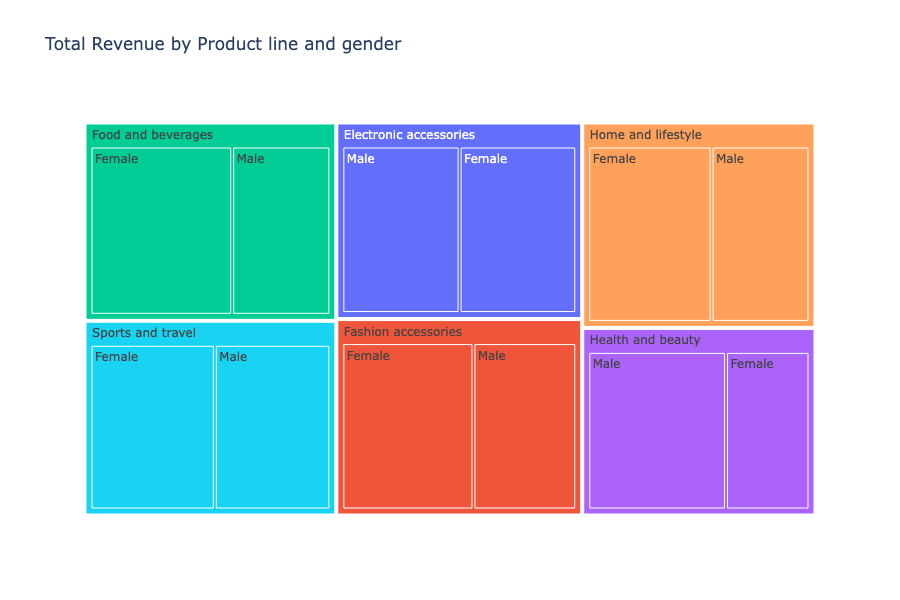 Total Revenue by Product line and gender
Food and beverages
Female
Male
Electronic accessories
Male
Female
Home and lifestyle
Female
Male
Sports and travel
Female
Male
Fashion accessories
Female
Male
Health and beauty
Male
Female